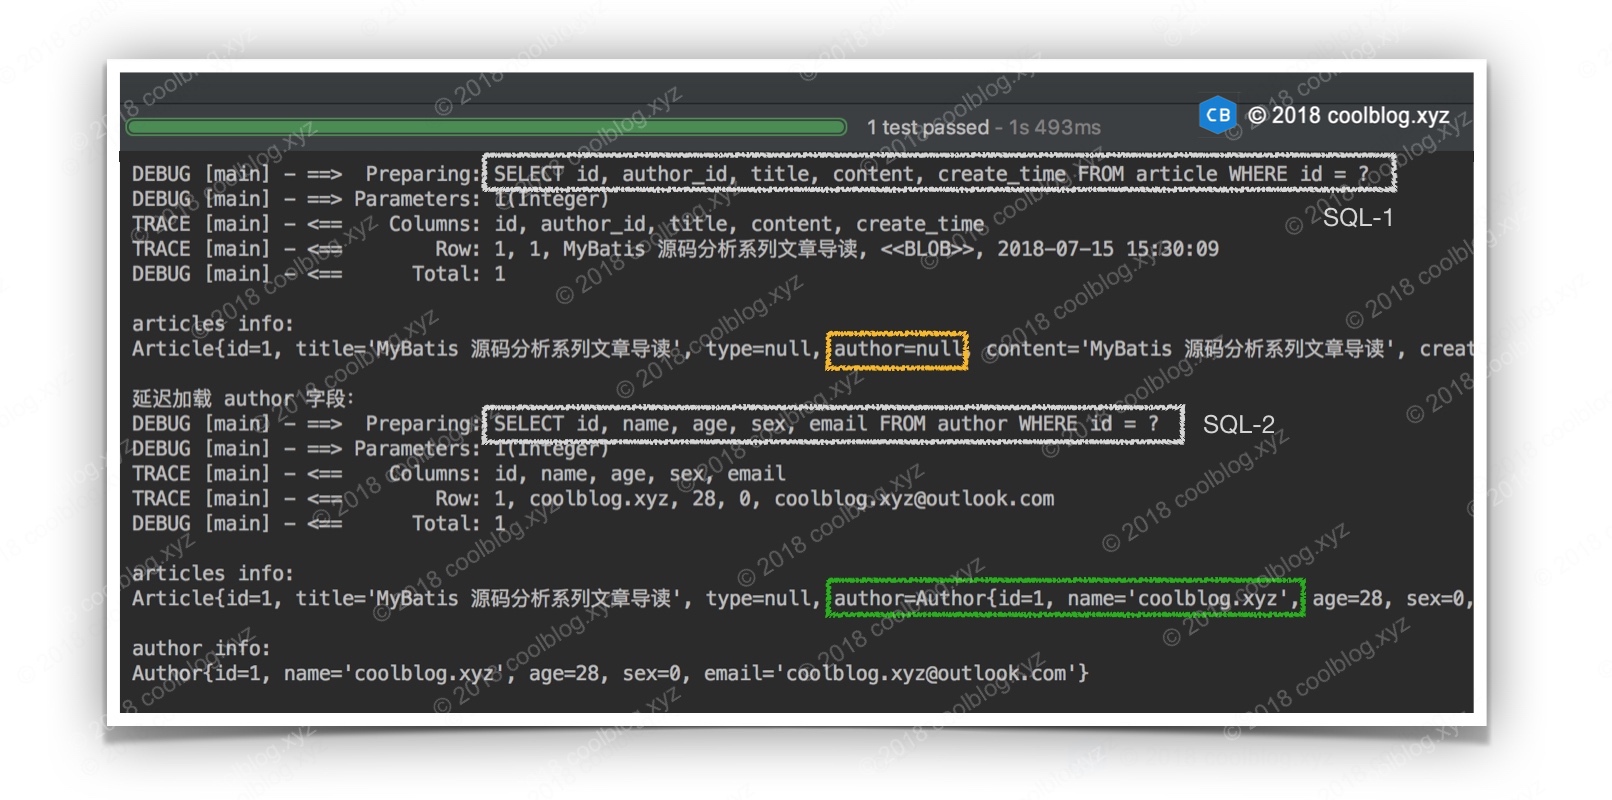 1 test passed - 1s 493ms
CB © 2018 coolblog.xyz
DEBUG [main] - ==>  Preparing: SELECT id, author_id, title, content, create_time FROM article WHERE id = ?
DEBUG [main] - ==> Parameters: 1(Integer)
SQL-1
TRACE [main] - <==    Columns: id, author_id, title, content, create_time
TRACE [main] - <==        Row: 1, 1, MyBatis 源码分析系列文章导读, <<BLOB>>, 2018-07-15 15:30:09
DEBUG [main] - <==      Total: 1
articles info:
Article{id=1, title='MyBatis 源码分析系列文章导读', type=null, author=null, content='MyBatis 源码分析系列文章导读', creat
延迟加载 author 字段:
DEBUG [main] - ==>  Preparing: SELECT id, name, age, sex, email FROM author WHERE id = ?
SQL-2
DEBUG [main] - ==> Parameters: 1(Integer)
TRACE [main] - <==    Columns: id, name, age, sex, email
TRACE [main] - <==        Row: 1, coolblog.xyz, 28, 0, coolblog.xyz@outlook.com
DEBUG [main] - <==      Total: 1
articles info:
Article{id=1, title='MyBatis 源码分析系列文章导读', type=null, author=Author{id=1, name='coolblog.xyz', age=28, sex=0,
author info:
Author{id=1, name='coolblog.xyz', age=28, sex=0, email='coolblog.xyz@outlook.com'}